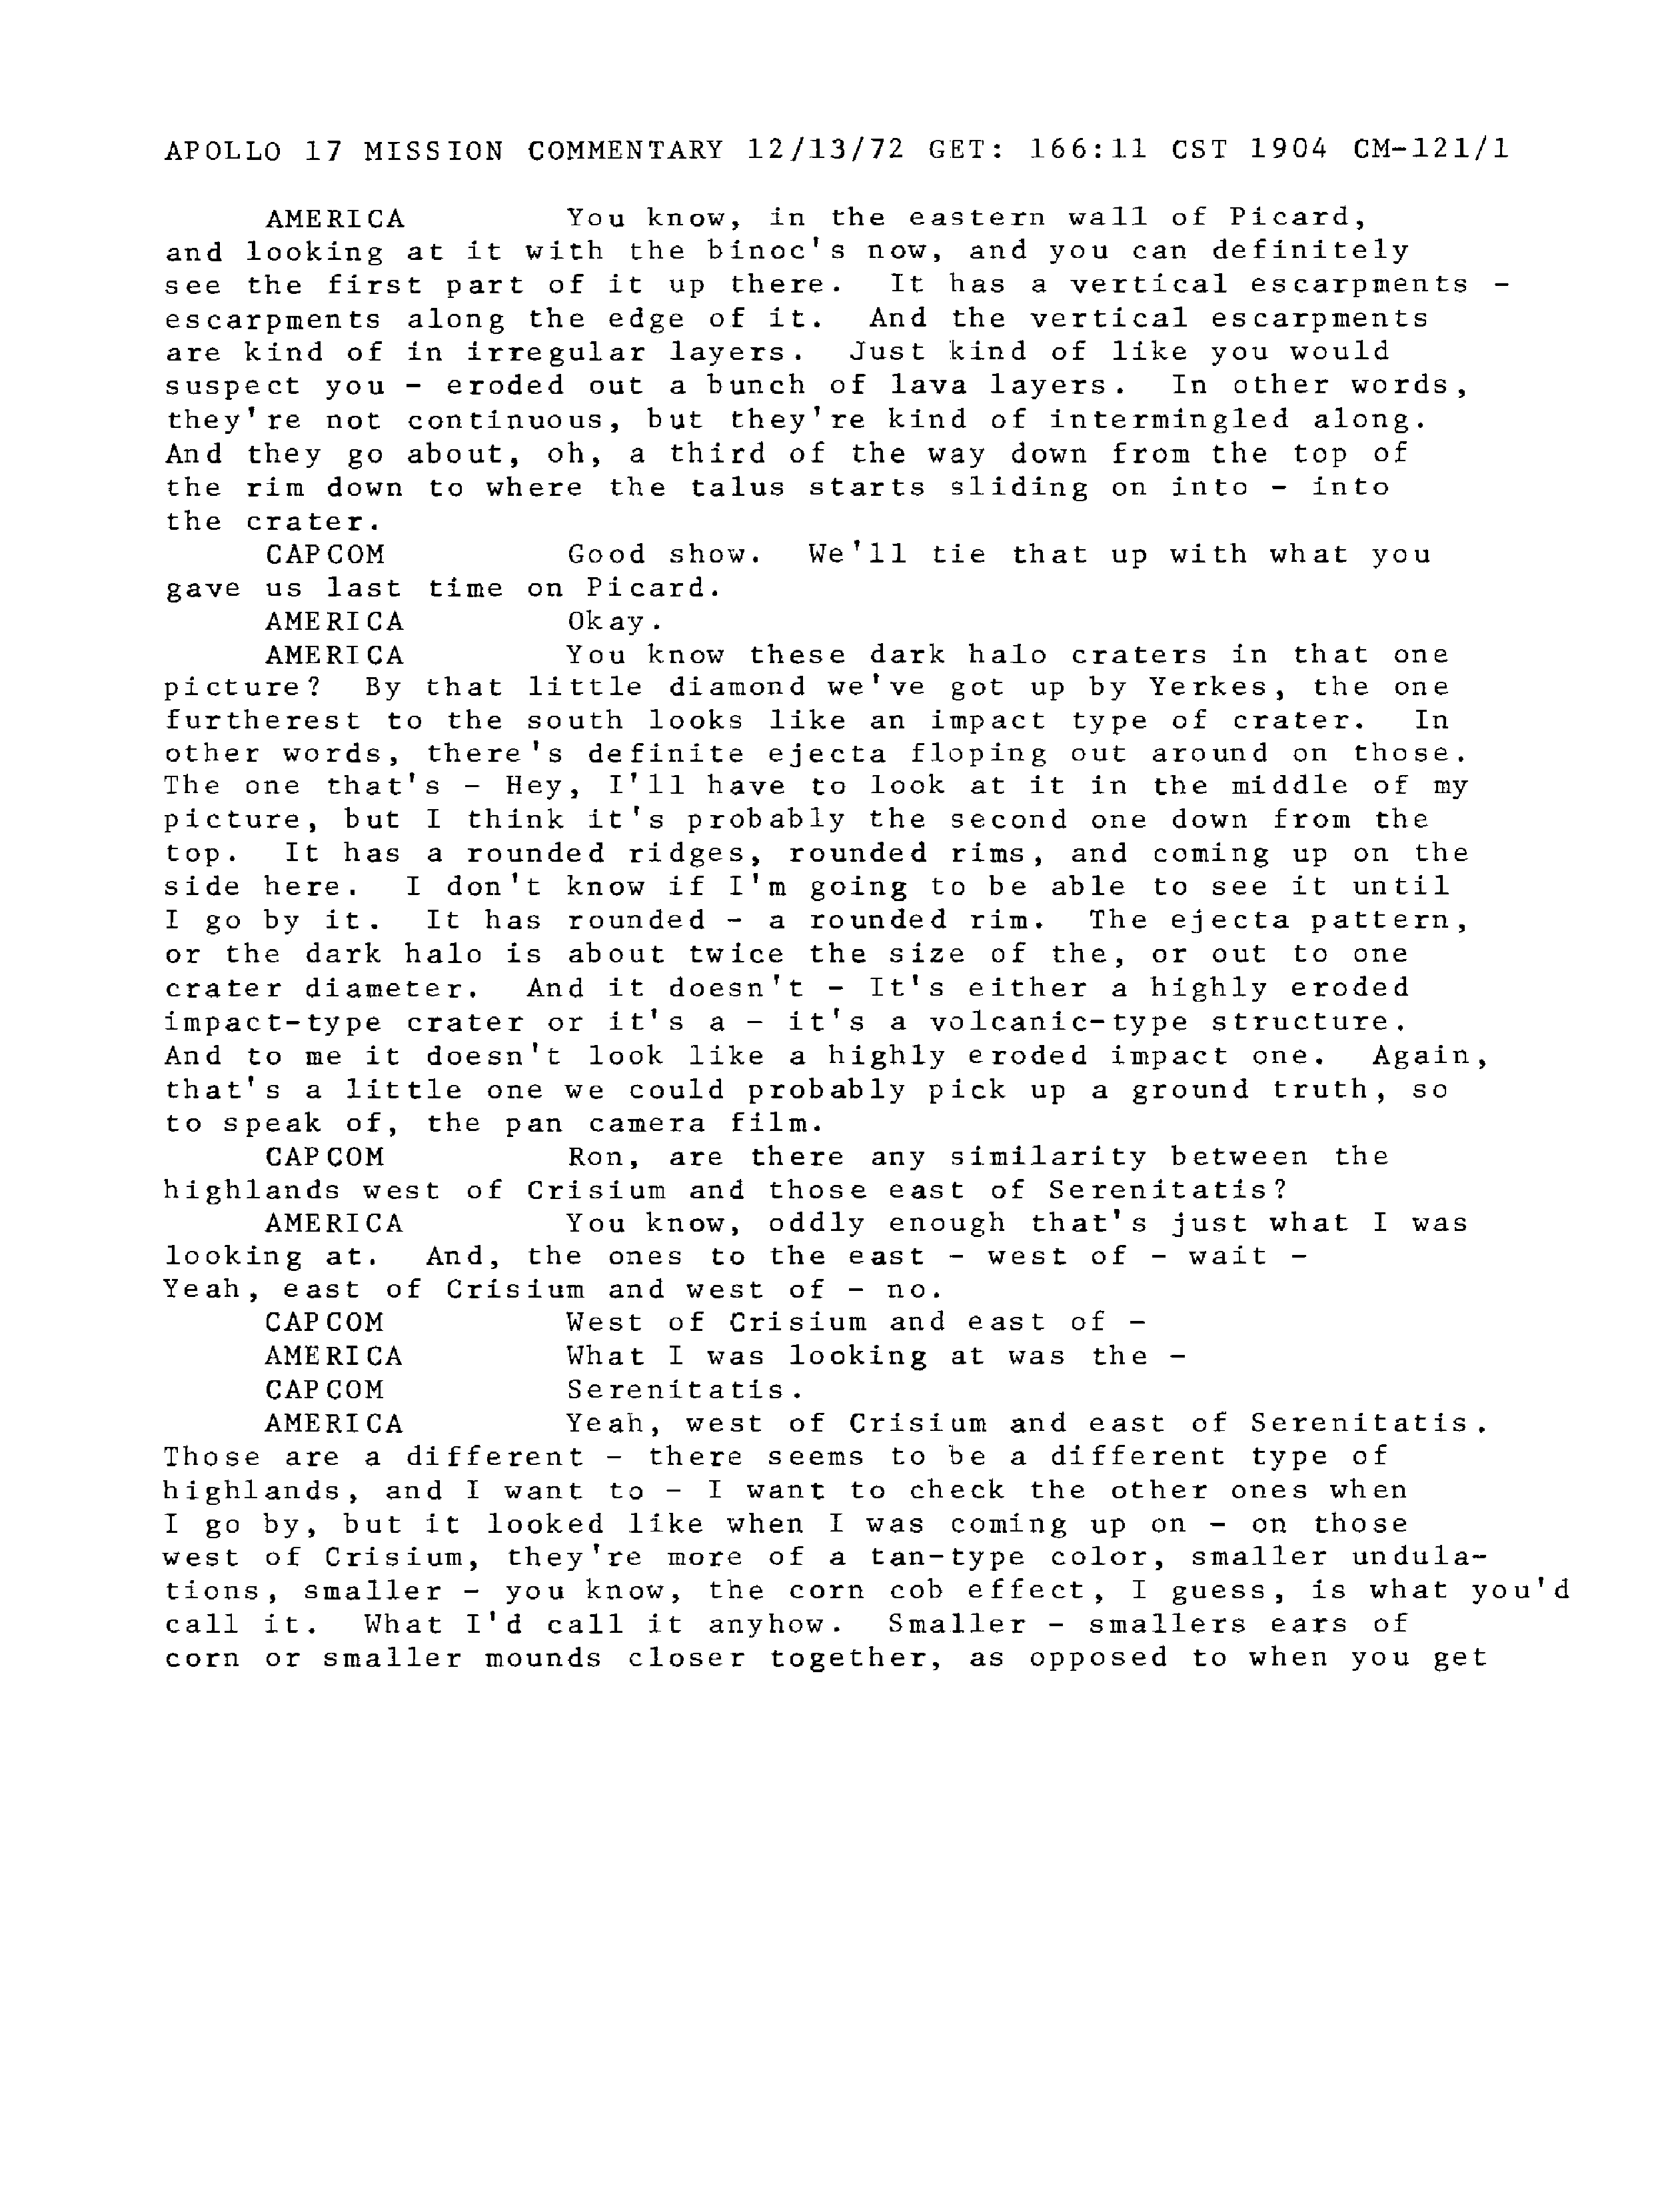 APOLLO 17 MISSION COMMENTARY 12/13/72 GET: 166:11 CST 1904 CM-121/1
AMERICA You know, in the eastern wall of Picard,
and looking at it with the binoc's now, and you can definitely
see the first part of it up there. It has a vertical escarpments -
escarpments along the edge of it. And the vertical escarpments
are kind of in irregular layers. Just kind of like you would
suspect you - eroded out a bunch of lava layers. In other words,
they're not continuous, but they're kind of intermingled along.
And they go about, oh, a third of the way down from the top of
the rim down to where the talus starts sliding on into - into
the crater.
CAPCOM Good show. We'll tie that up with what you
gave us last time on Picard.
AMERICA Okay.
AMERICA You know these dark halo craters in that one
picture? By that little diamond we've got up by Yerkes, the one
furtherest to the south looks like an impact type of crater. In
other words, there's definite ejecta floping out around on those.
The one that's - Hey, I'll have to look at it in the middle of my
picture, but I think it's probably the second one down from the
top. It has a rounded ridges, rounded rims, and coming up on the
side here. I don't know if I'm going to be able to see it until
I go by it. It has rounded - a rounded rim. The ejecta pattern,
or the dark halo is about twice the size of the, or out to one
crater diameter. And it doesn't - It's either a highly eroded
impact-type crater or it's a - it's a volcanic-type structure.
And to me it doesn't look like a highly eroded impact one. Again,
that's a little one we could probably pick up a ground truth, so
to speak of, the pan camera film.
CAPCOM Ron, are there any similarity between the
highlands west of Crisium and those east of Serenitatis?
AMERICA You know, oddly enough that's just what I was
looking at. And, the ones to the east - west of - wait -
Yeah, east of Crisium and west of - no.
CAPCOM West of Crisium and east of -
AMERICA What I was looking at was the -
CAPCOM Serenitatis.
AMERICA Yeah, west of Crisium and east of Serenitatis.
Those are a different - there seems to be a different type of
highlands, and I want to - I want to check the other ones when
I go by, but it looked like when I was coming up on - on those
west of Crisium, they're more of a tan-type color, smaller undula-
tions, smaller - you know, the corn cob effect, I guess, is what you'd
call it. What I'd call it anyhow. Smaller - smallers ears of
corn or smaller mounds closer together, as opposed to when you get